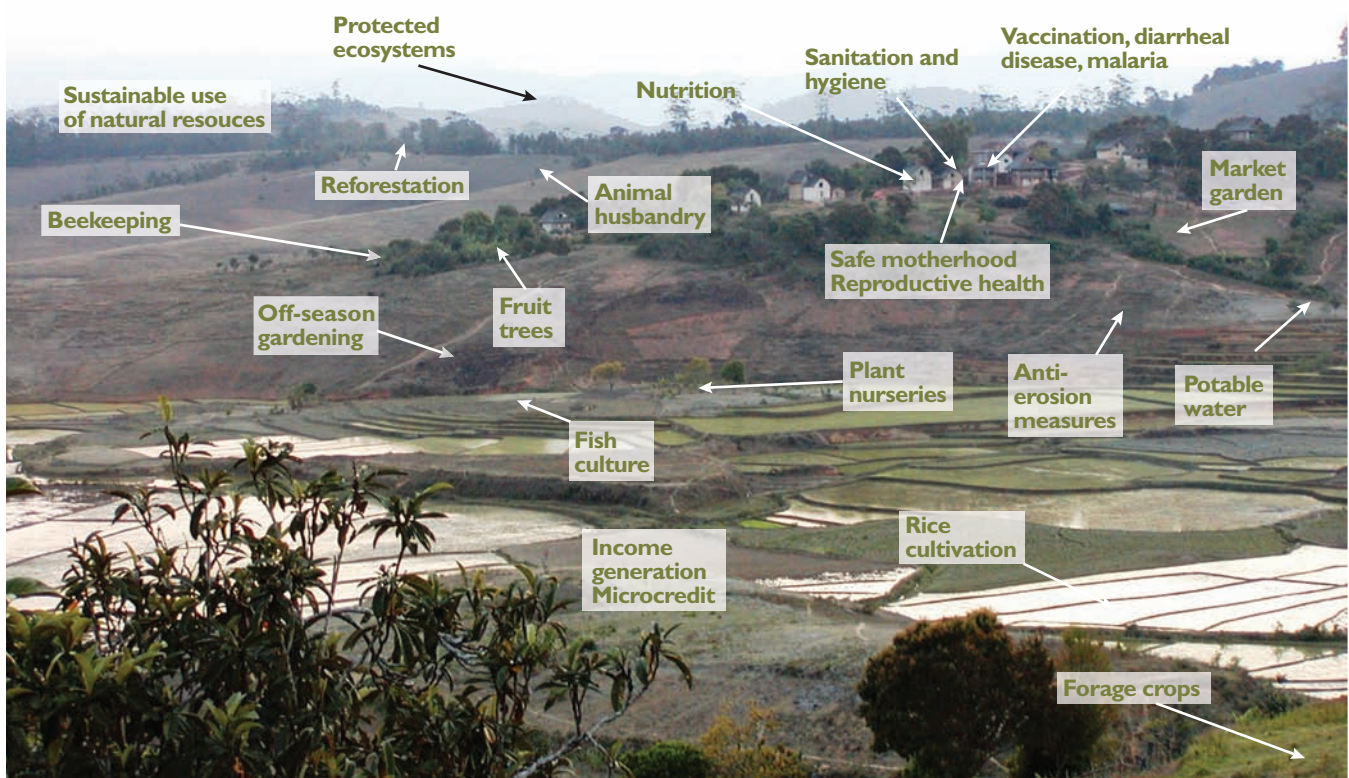 Protected
ecosystems
Vaccination, diarrheal
disease, malaria
Sanitation and
hygiene
Nutrition
Sustainable use
of natural resouces
Reforestation
Animal
husbandry
Market
garden
Beekeeping
Safe motherhood
Reproductive health
Off-season
gardening
Fruit
trees
Plant
nurseries
Anti-
erosion
measures
Potable
water
Fish
culture
Rice
cultivation
Income
generation
Microcredit
Forage crops